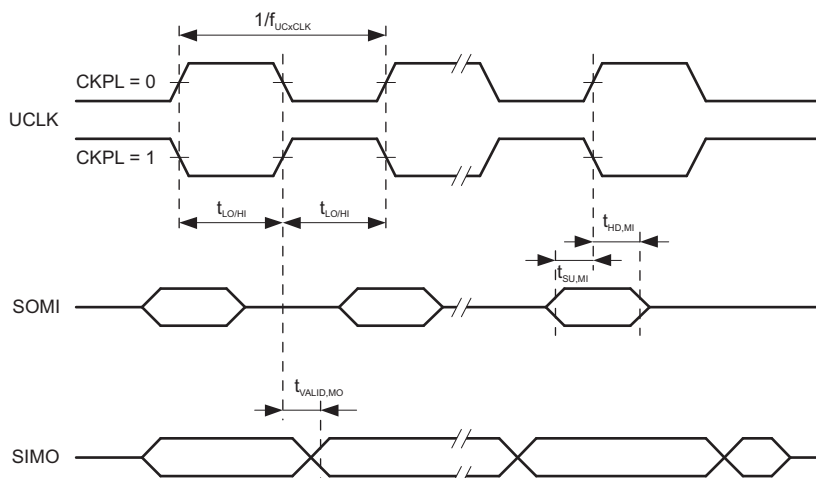 1/fUCxCLK
CKPL = 0
UCLK
CKPL = 1
tLO/HI tLO/HI
tHD,MI
tSU,MI
SOMI
tVALID,MO
SIMO